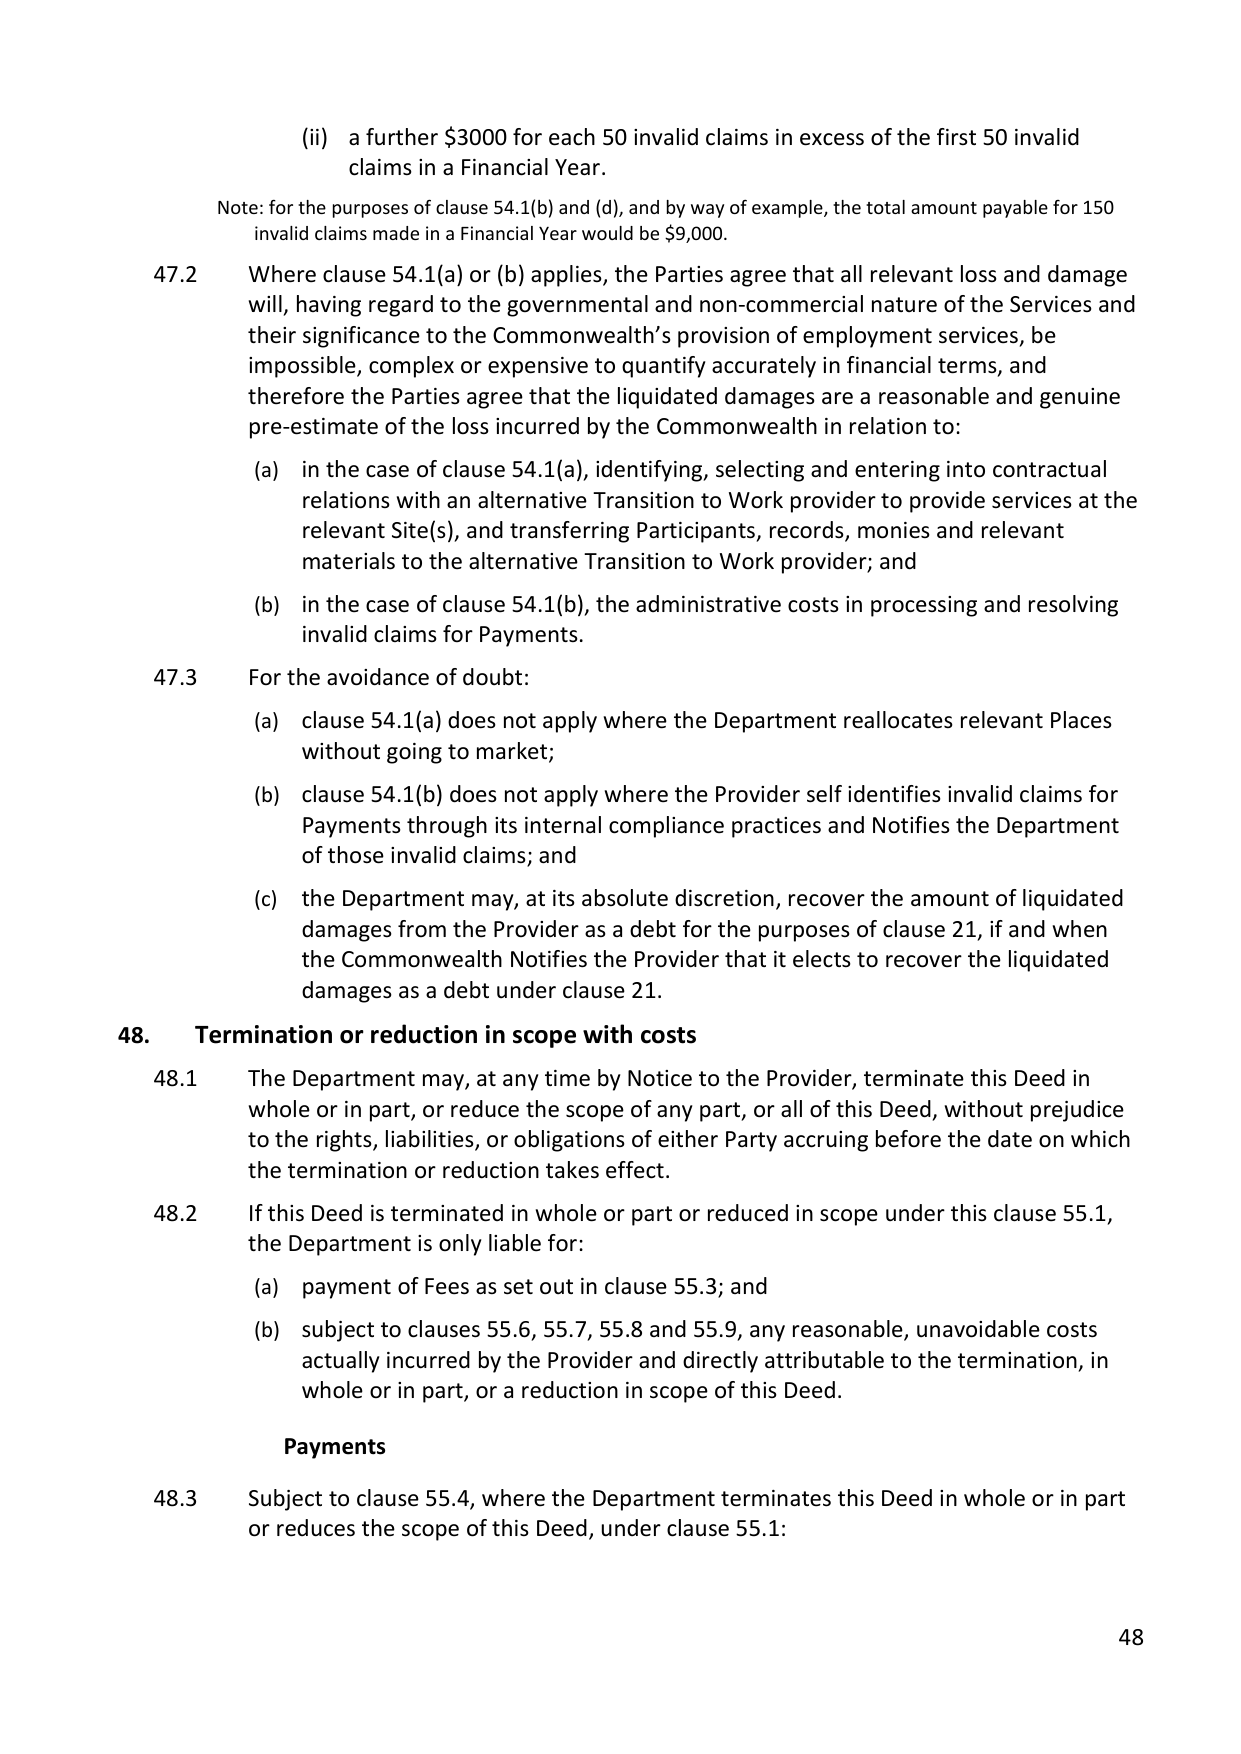 (ii) a further $3000 for each 50 invalid claims in excess of the first 50 invalid
claims in a Financial Year.
Note: for the purposes of clause 54.1(b) and (d), and by way of example, the total amount payable for 150
invalid claims made in a Financial Year would be $9,000.
47.2 Where clause 54.1(a) or (b) applies, the Parties agree that all relevant loss and damage
will, having regard to the governmental and non-commercial nature of the Services and
their significance to the Commonwealth’s provision of employment services, be
impossible, complex or expensive to quantify accurately in financial terms, and
therefore the Parties agree that the liquidated damages are a reasonable and genuine
pre-estimate of the loss incurred by the Commonwealth in relation to:
(a) in the case of clause 54.1(a), identifying, selecting and entering into contractual
relations with an alternative Transition to Work provider to provide services at the
relevant Site(s), and transferring Participants, records, monies and relevant
materials to the alternative Transition to Work provider; and
(b) in the case of clause 54.1(b), the administrative costs in processing and resolving
invalid claims for Payments.
47.3 For the avoidance of doubt:
(a) clause 54.1(a) does not apply where the Department reallocates relevant Places
without going to market;
(b) clause 54.1(b) does not apply where the Provider self identifies invalid claims for
Payments through its internal compliance practices and Notifies the Department
of those invalid claims; and
(c) the Department may, at its absolute discretion, recover the amount of liquidated
damages from the Provider as a debt for the purposes of clause 21, if and when
the Commonwealth Notifies the Provider that it elects to recover the liquidated
damages as a debt under clause 21.
48. Termination or reduction in scope with costs
48.1 The Department may, at any time by Notice to the Provider, terminate this Deed in
whole or in part, or reduce the scope of any part, or all of this Deed, without prejudice
to the rights, liabilities, or obligations of either Party accruing before the date on which
the termination or reduction takes effect.
48.2 If this Deed is terminated in whole or part or reduced in scope under this clause 55.1,
the Department is only liable for:
(a) payment of Fees as set out in clause 55.3; and
(b) subject to clauses 55.6, 55.7, 55.8 and 55.9, any reasonable, unavoidable costs
actually incurred by the Provider and directly attributable to the termination, in
whole or in part, or a reduction in scope of this Deed.
Payments
48.3 Subject to clause 55.4, where the Department terminates this Deed in whole or in part
or reduces the scope of this Deed, under clause 55.1:
48